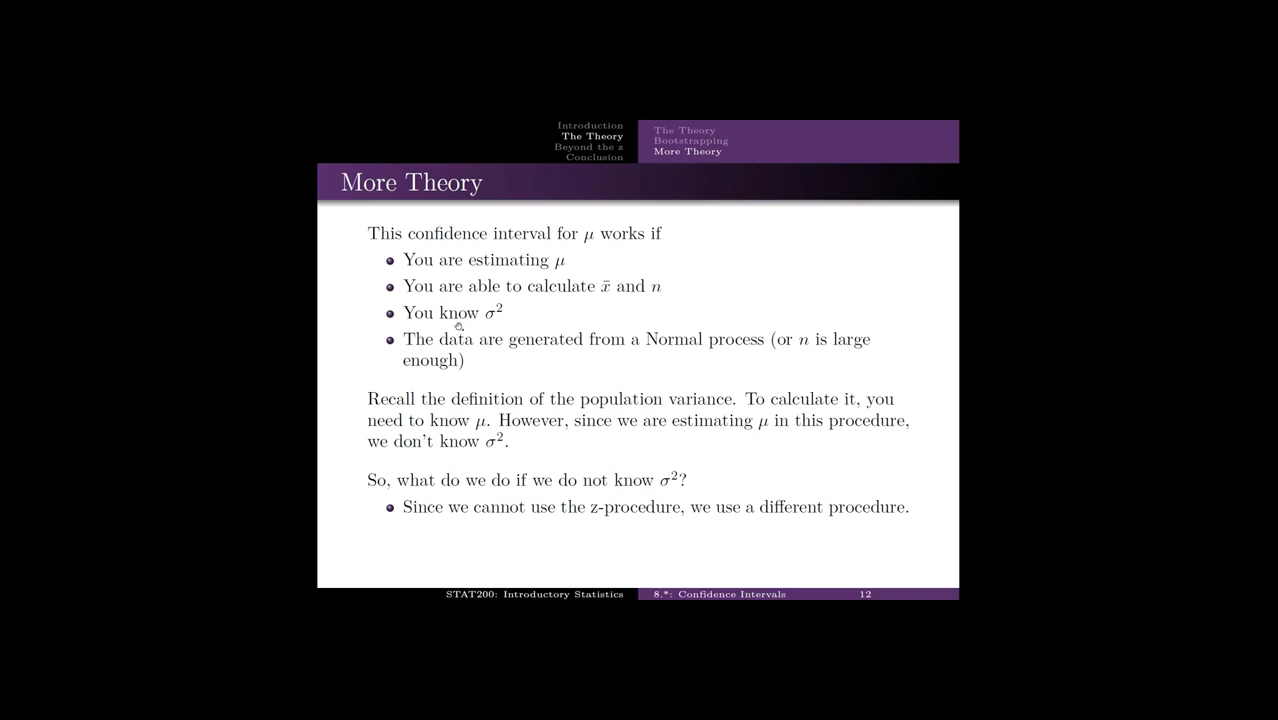 Introduction
The Theory
Beyond the z
Conclusion
The Theory
Bootstrapping
More Theory
More Theory
This confidence interval for μ works if
You are estimating μ
You are able to calculate x̄ and n
You know σ²
The data are generated from a Normal process (or n is large
enough)
Recall the definition of the population variance. To calculate it, you
need to know μ. However, since we are estimating μ in this procedure,
we don't know σ².
So, what do we do if we do not know σ²?
Since we cannot use the z-procedure, we use a different procedure.
STAT200: Introductory Statistics
8.*: Confidence Intervals
12